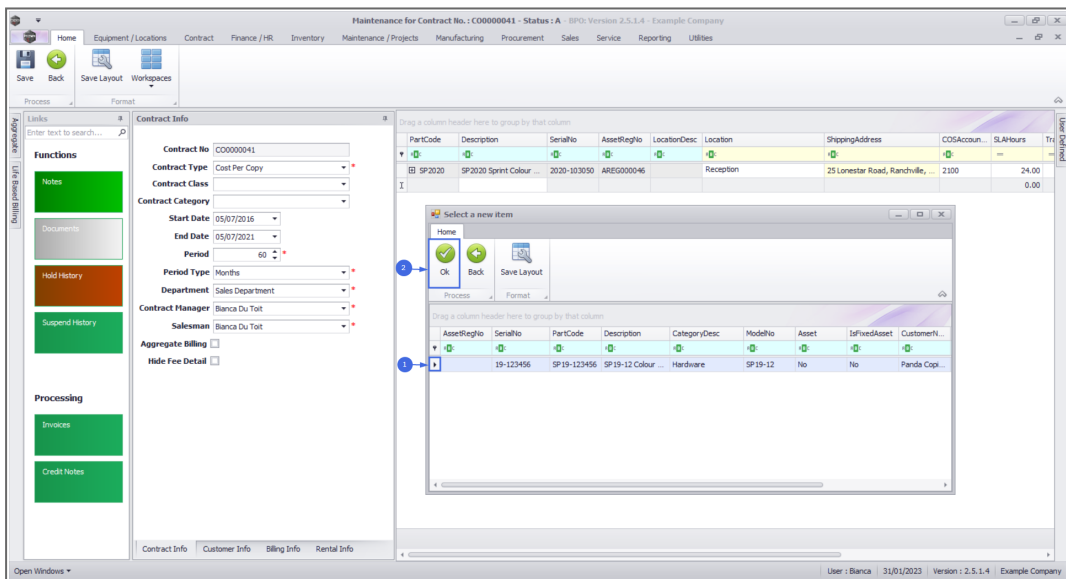 Maintenance for Contract No. : CO0000041 - Status : A - BPO: Version 2.5.1.4 - Example Company
Home Equipment / Locations Contract Finance / HR Inventory Maintenance / Projects Manufacturing Procurement Sales Service Reporting Utilities
Save Back Save Layout Workspaces
Process Format
Aggregate
Life Based Billing
Links
Enter text to search...
Functions
Notes
Documents
Hold History
Suspend History
Processing
Invoices
Credit Notes
Contract Info
Contract No CO0000041
Contract Type Cost Per Copy *
Contract Class
Contract Category
Start Date 05/07/2016
End Date 05/07/2021
Period 60 *
Period Type Months *
Department Sales Department *
Contract Manager Bianca Du Toit *
Salesman Bianca Du Toit *
Aggregate Billing
Hide Fee Detail
Contract Info Customer Info Billing Info Rental Info
Drag a column header here to group by that column
PartCode Description SerialNo AssetRegNo LocationDesc Location ShippingAddress COSAccoun... SLAHours Tra
SP2020 SP2020 Sprint Colour ... 2020-103050 AREG000046 Reception 25 Lonestar Road, Ranchville, ... 2100 24.00
0.00
User Defined
Select a new item
Home
2
Ok Back Save Layout
Process Format
Drag a column header here to group by that column
AssetRegNo SerialNo PartCode Description CategoryDesc ModelNo Asset IsFixedAsset CustomerN...
1
19-123456 SP19-123456 SP19-12 Colour ... Hardware SP19-12 No No Panda Copi...
Open Windows User : Bianca 31/01/2023 Version : 2.5.1.4 Example Company